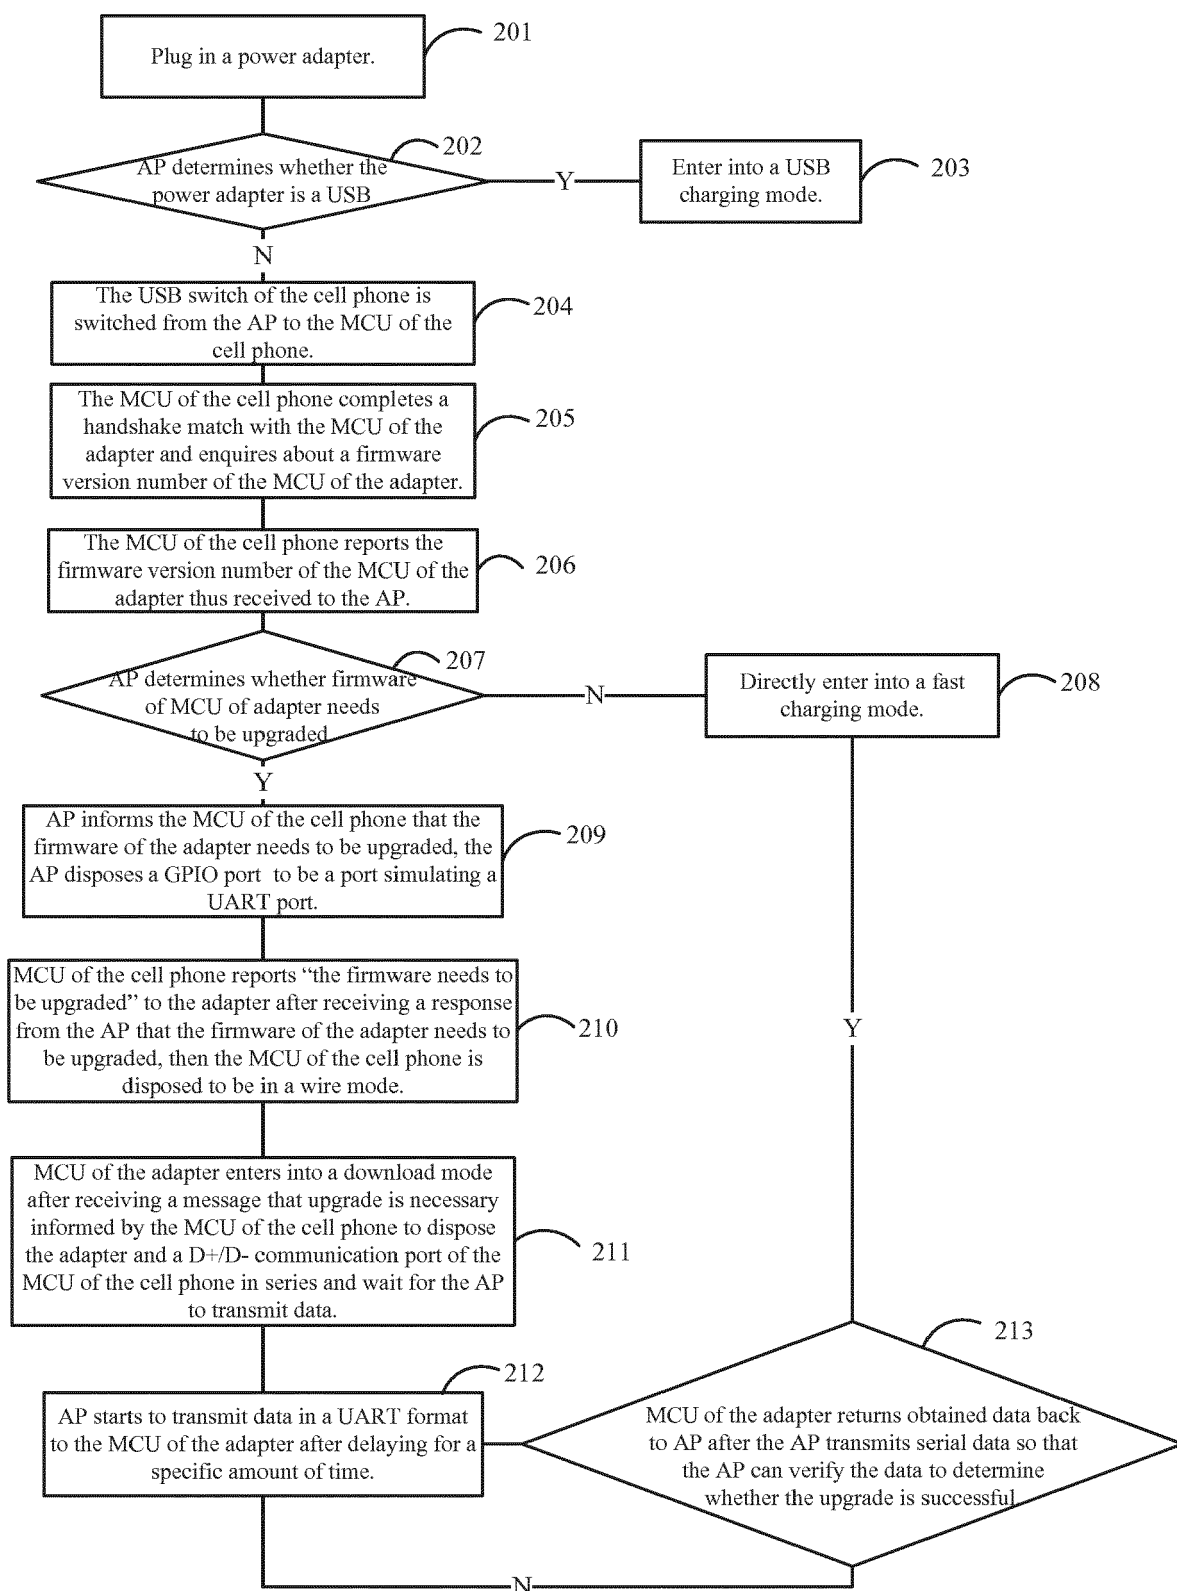 Plug in a power adapter.
201
AP determines whether the
power adapter is a USB
202
Y
Enter into a USB
charging mode.
203
N
The USB switch of the cell phone is
switched from the AP to the MCU of the
cell phone.
204
The MCU of the cell phone completes a
handshake match with the MCU of the
adapter and enquires about a firmware
version number of the MCU of the adapter.
205
The MCU of the cell phone reports the
firmware version number of the MCU of the
adapter thus received to the AP.
206
AP determines whether firmware
of MCU of adapter needs
to be upgraded
207
N
Directly enter into a fast
charging mode.
208
Y
AP informs the MCU of the cell phone that the
firmware of the adapter needs to be upgraded, the
AP disposes a GPIO port to be a port simulating a
UART port.
209
MCU of the cell phone reports “the firmware needs to
be upgraded” to the adapter after receiving a response
from the AP that the firmware of the adapter needs to
be upgraded, then the MCU of the cell phone is
disposed to be in a wire mode.
210
Y
MCU of the adapter enters into a download mode
after receiving a message that upgrade is necessary
informed by the MCU of the cell phone to dispose
the adapter and a D+/D- communication port of the
MCU of the cell phone in series and wait for the AP
to transmit data.
211
AP starts to transmit data in a UART format
to the MCU of the adapter after delaying for a
specific amount of time.
212
MCU of the adapter returns obtained data back
to AP after the AP transmits serial data so that
the AP can verify the data to determine
whether the upgrade is successful
213
N